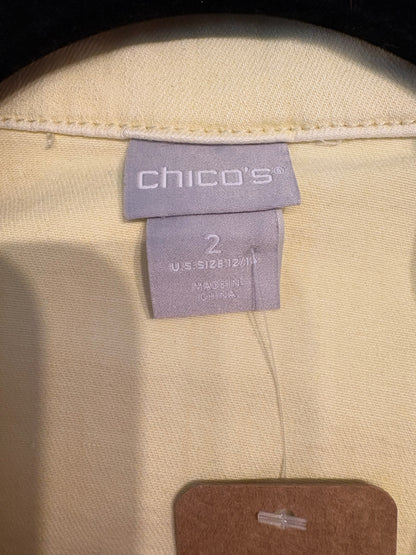 chico's®
2
U.S. SIZE 12/14
MADE IN
CHINA